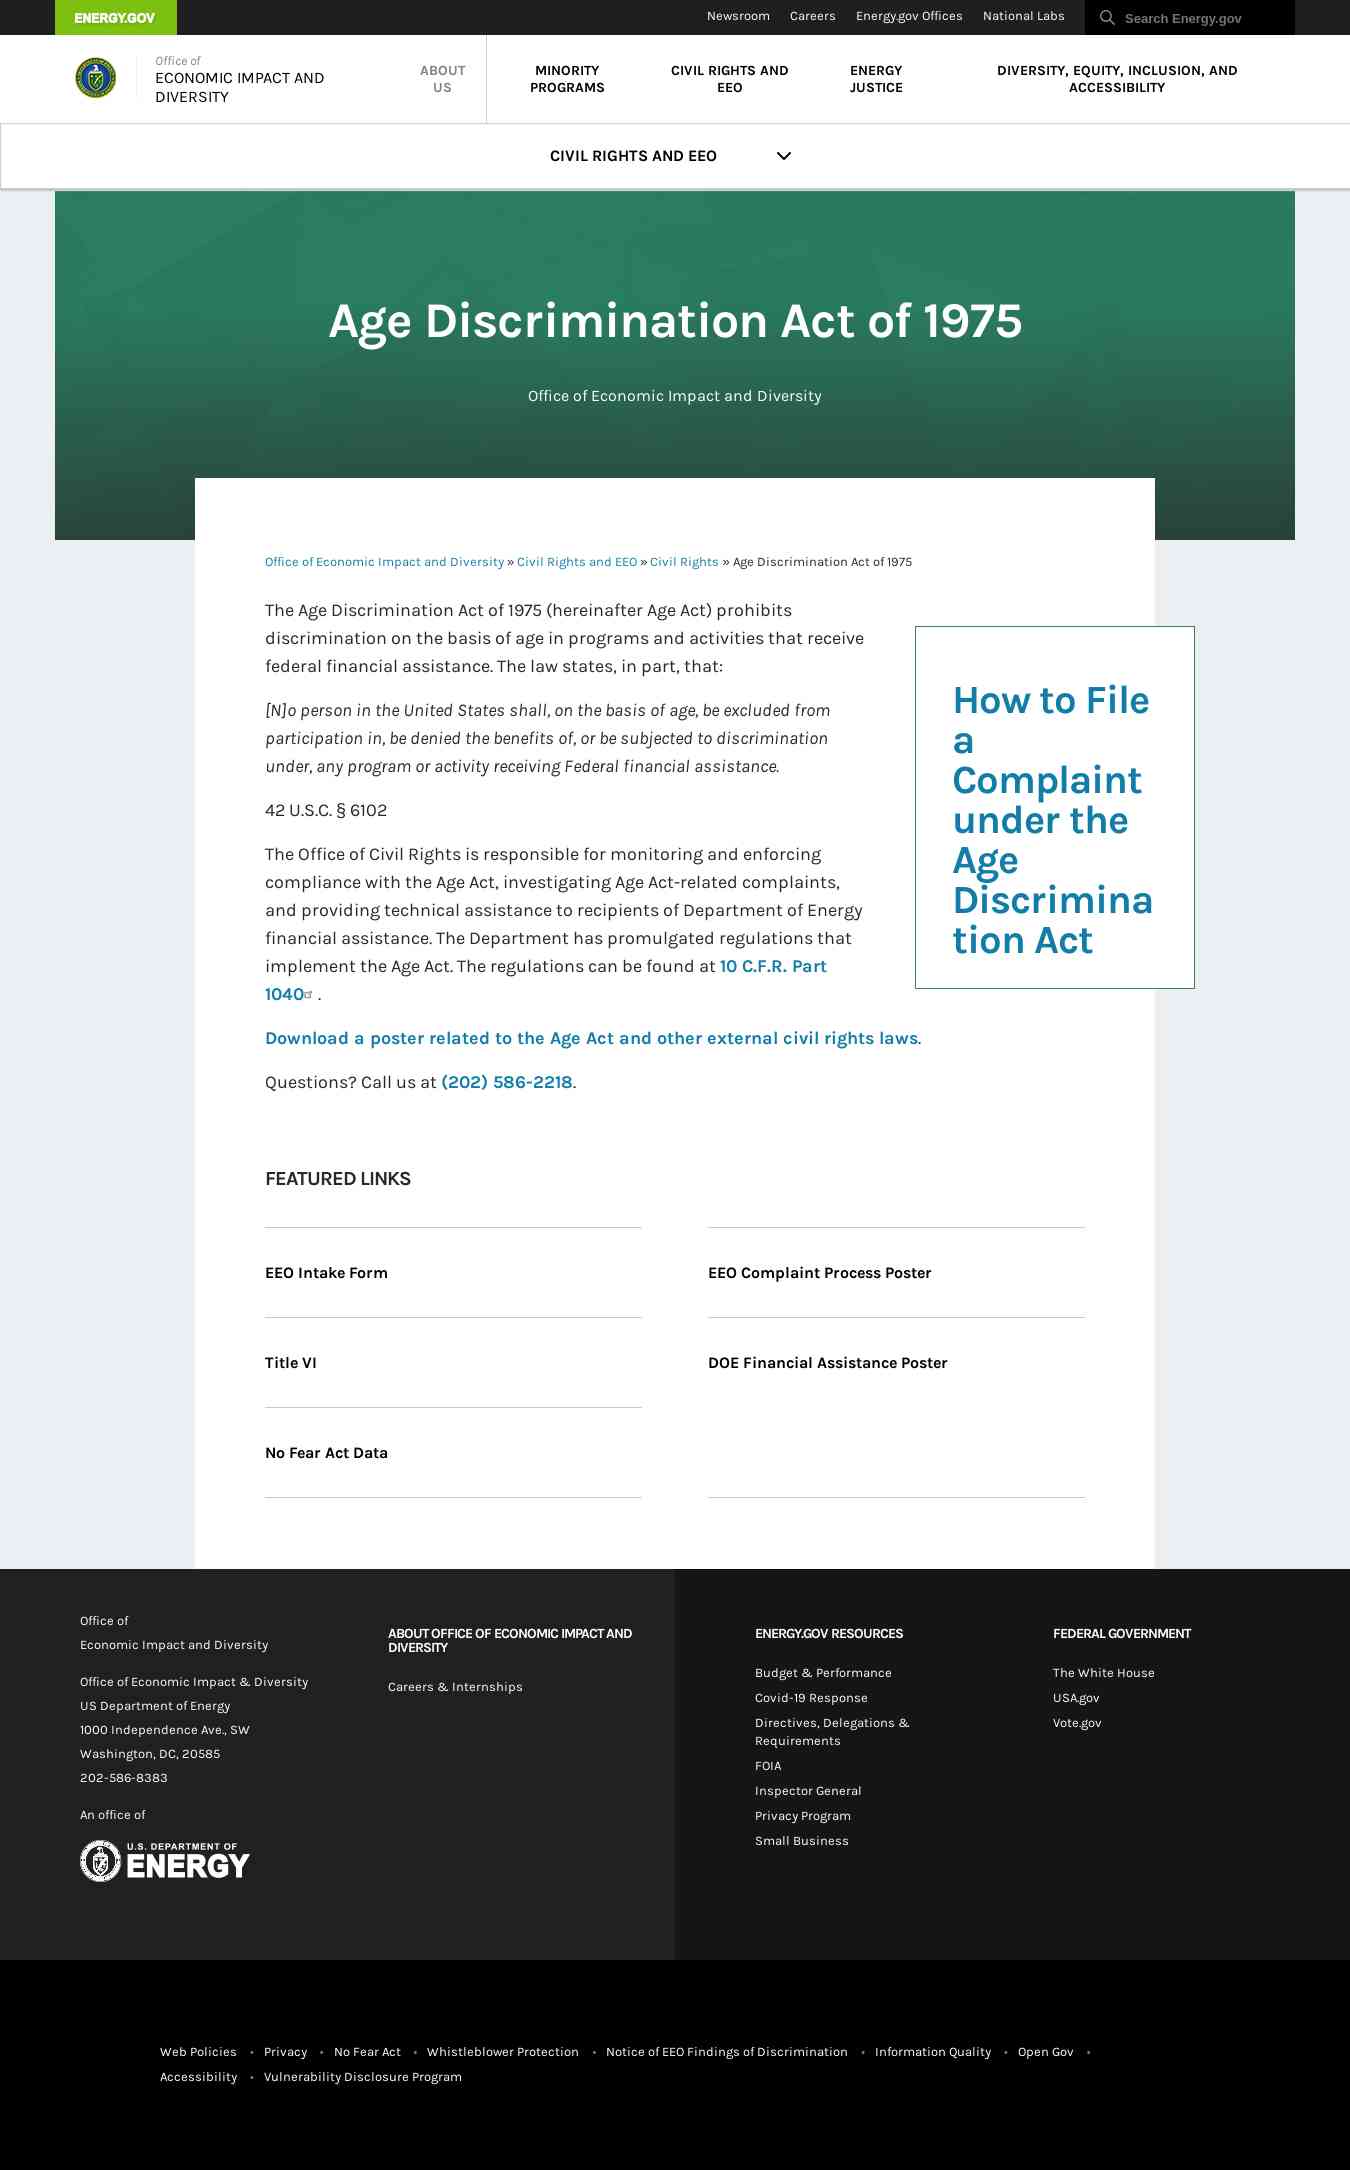 ENERGY.GOV
Newsroom
Careers
Energy.gov Offices
National Labs
Search Energy.gov
Office of
ECONOMIC IMPACT AND
DIVERSITY
ABOUT
US
MINORITY
PROGRAMS
CIVIL RIGHTS AND
EEO
ENERGY
JUSTICE
DIVERSITY, EQUITY, INCLUSION, AND
ACCESSIBILITY
CIVIL RIGHTS AND EEO
Age Discrimination Act of 1975
Office of Economic Impact and Diversity
Office of Economic Impact and Diversity » Civil Rights and EEO » Civil Rights » Age Discrimination Act of 1975
The Age Discrimination Act of 1975 (hereinafter Age Act) prohibits
discrimination on the basis of age in programs and activities that receive
federal financial assistance. The law states, in part, that:
[N]o person in the United States shall, on the basis of age, be excluded from
participation in, be denied the benefits of, or be subjected to discrimination
under, any program or activity receiving Federal financial assistance.
42 U.S.C. § 6102
The Office of Civil Rights is responsible for monitoring and enforcing
compliance with the Age Act, investigating Age Act-related complaints,
and providing technical assistance to recipients of Department of Energy
financial assistance. The Department has promulgated regulations that
implement the Age Act. The regulations can be found at 10 C.F.R. Part
1040 .
How to File
a
Complaint
under the
Age
Discrimina
tion Act
Download a poster related to the Age Act and other external civil rights laws.
Questions? Call us at (202) 586-2218.
FEATURED LINKS
EEO Intake Form
EEO Complaint Process Poster
Title VI
DOE Financial Assistance Poster
No Fear Act Data
Office of
Economic Impact and Diversity
Office of Economic Impact & Diversity
US Department of Energy
1000 Independence Ave., SW
Washington, DC, 20585
202-586-8383
An office of
U.S. DEPARTMENT OF
ENERGY
ABOUT OFFICE OF ECONOMIC IMPACT AND
DIVERSITY
Careers & Internships
ENERGY.GOV RESOURCES
Budget & Performance
Covid-19 Response
Directives, Delegations &
Requirements
FOIA
Inspector General
Privacy Program
Small Business
FEDERAL GOVERNMENT
The White House
USA.gov
Vote.gov
Web Policies • Privacy • No Fear Act • Whistleblower Protection • Notice of EEO Findings of Discrimination • Information Quality • Open Gov •
Accessibility • Vulnerability Disclosure Program